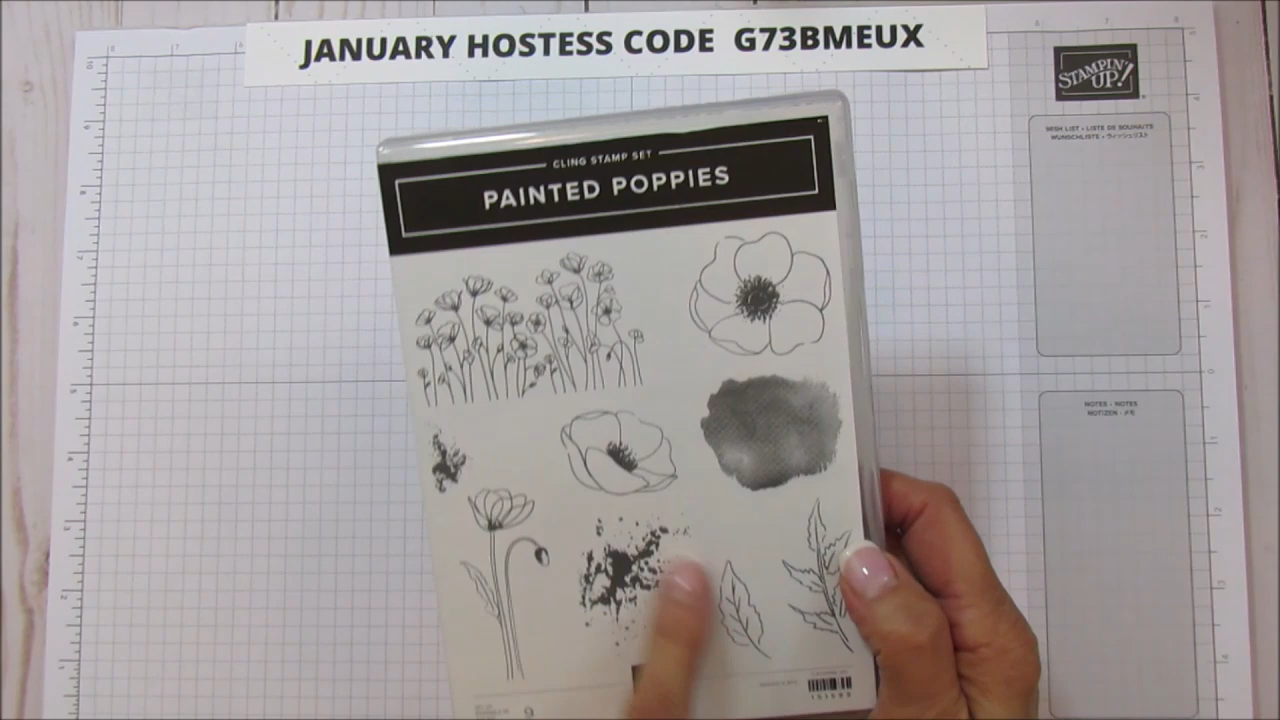 JANUARY HOSTESS CODE G73BMEUX
STAMPIN' UP!
WISH LIST • LISTE DE SOUHAITS
WUNSCHLISTE • ウィッシュリスト
CLING STAMP SET
PAINTED POPPIES
NOTES • NOTES
NOTIZEN • メモ
9